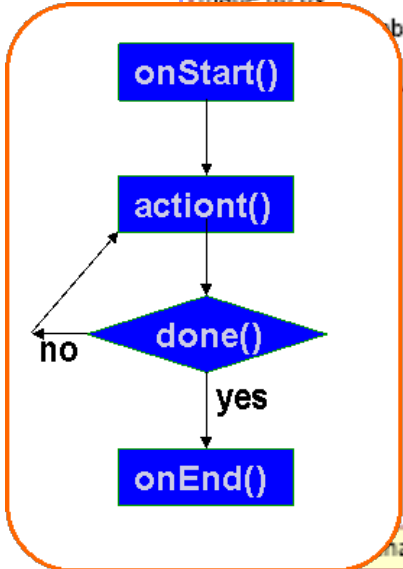 onStart()
actiont()
done()
no
yes
onEnd()